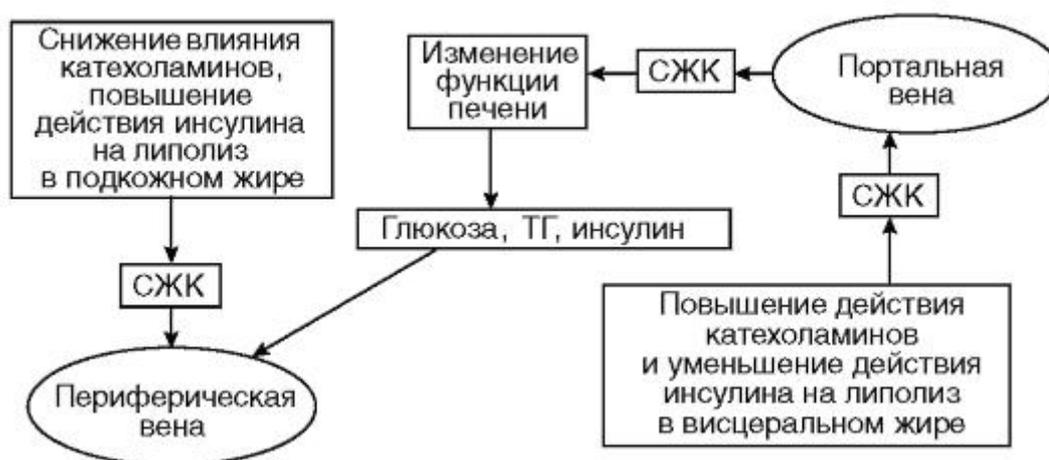 Снижение влияния
катехоламинов,
повышение
действия инсулина
на липолиз
в подкожном жире
СЖК
Периферическая
вена
Изменение
функции
печени
СЖК
Портальная
вена
СЖК
Глюкоза, ТГ, инсулин
Повышение действия
катехоламинов
и уменьшение действия
инсулина на липолиз
в висцеральном жире